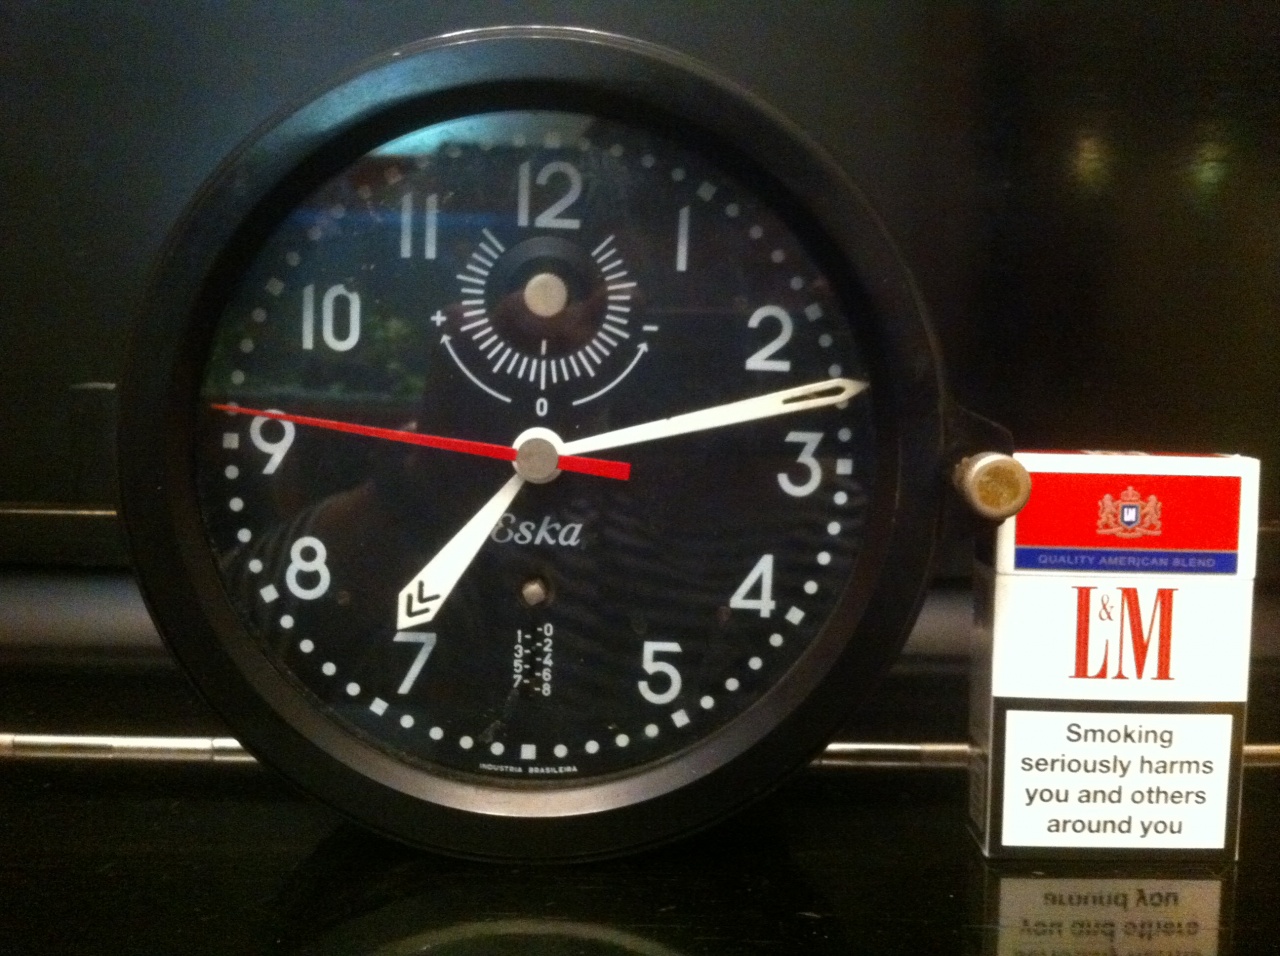 12
11
1
10
2
+
-
0
9
3
Eska
8
4
-0
1-
-2
3-
-4
5-
-6
7-
-8
7
5
INDUSTRIA BRASILEIRA
LM
QUALITY AMERICAN BLEND
L&M
Smoking
seriously harms
you and others
around you